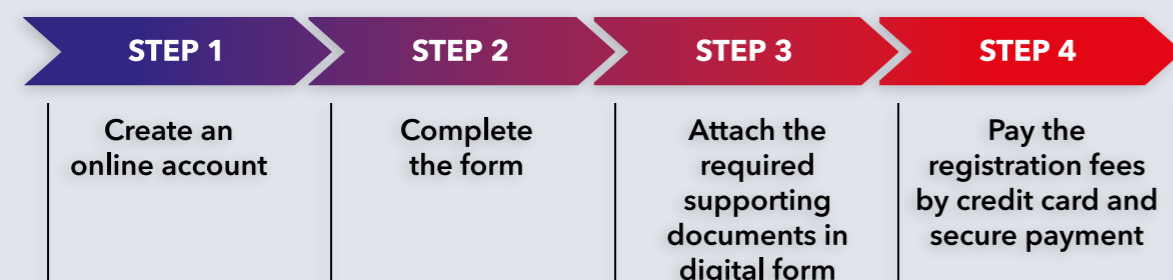 STEP 1
STEP 2
STEP 3
STEP 4
Create an
online account
Complete
the form
Attach the
required
supporting
documents in
digital form
Pay the
registration fees
by credit card and
secure payment